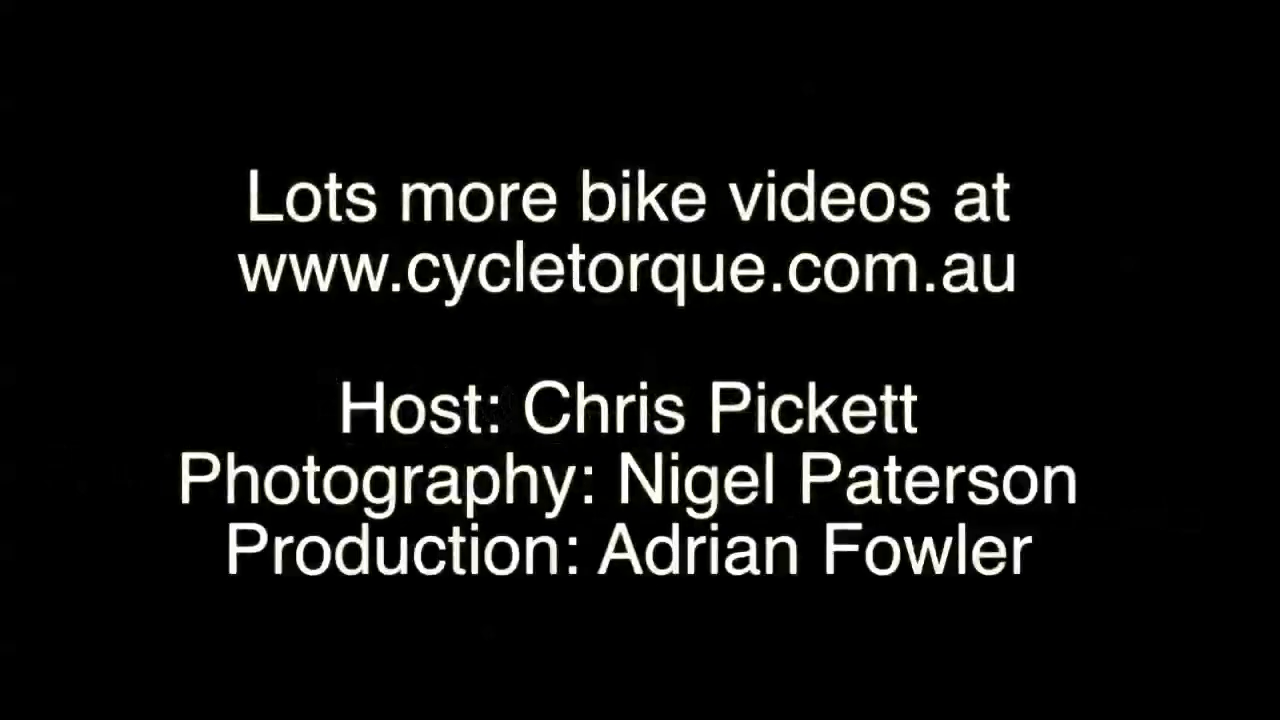 Lots more bike videos at
www.cycletorque.com.au
Host: Chris Pickett
Photography: Nigel Paterson
Production: Adrian Fowler